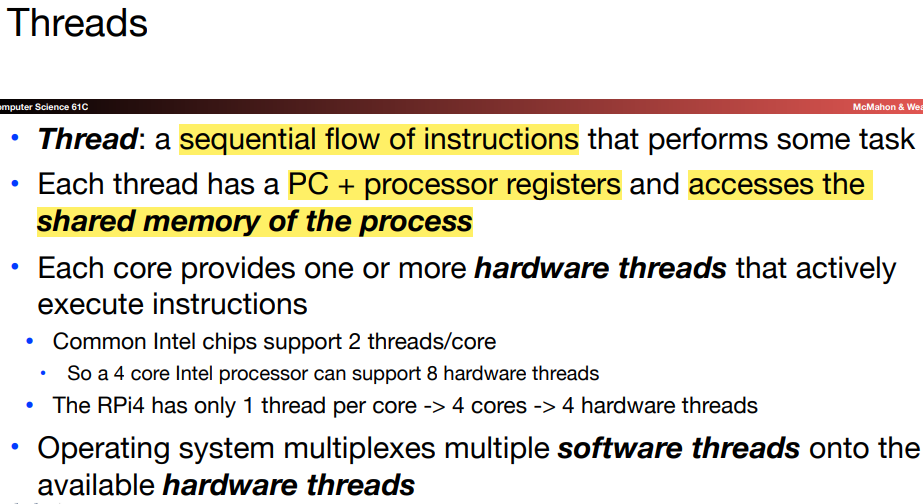 Threads
omputer Science 61C
McMahon & Wea
• Thread: a sequential flow of instructions that performs some task
• Each thread has a PC + processor registers and accesses the
shared memory of the process
• Each core provides one or more hardware threads that actively
execute instructions
• Common Intel chips support 2 threads/core
• So a 4 core Intel processor can support 8 hardware threads
• The RPi4 has only 1 thread per core -> 4 cores -> 4 hardware threads
• Operating system multiplexes multiple software threads onto the
available hardware threads